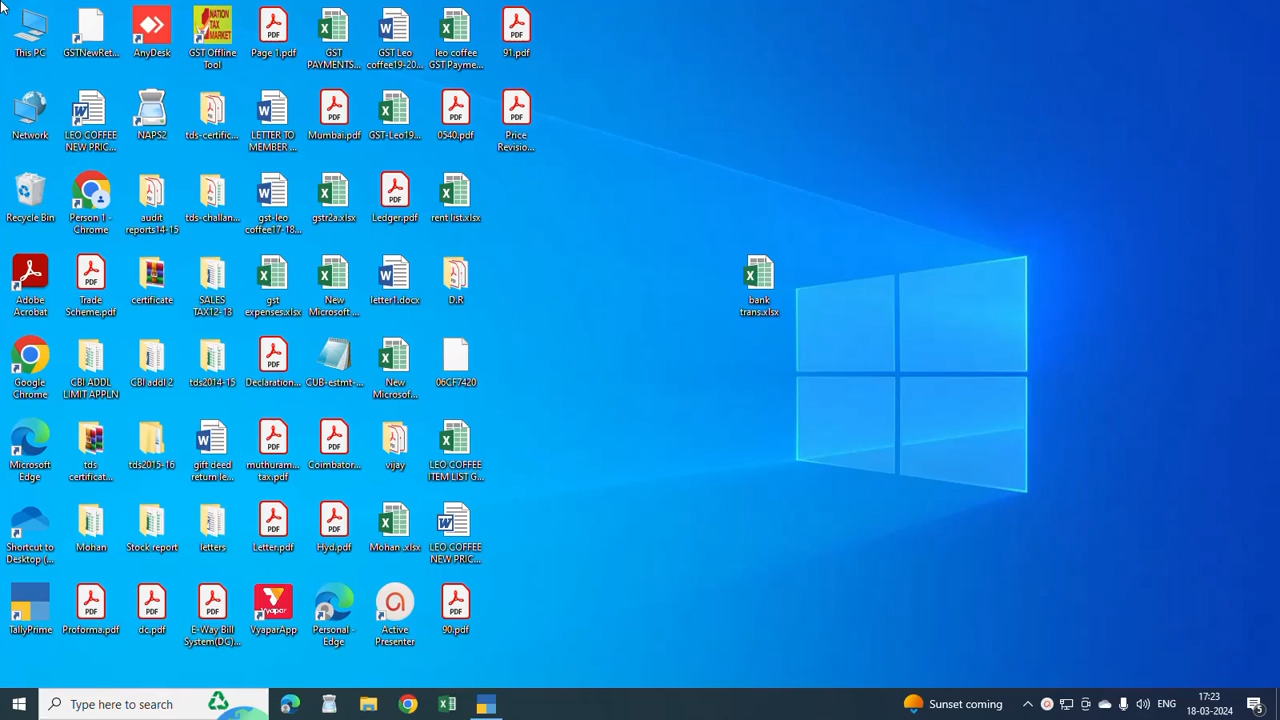 This PC
GSTNewRet...
AnyDesk
NATION
TAX
MARKET
GST Offline
Tool
Page 1.pdf
GST
PAYMENTS...
GST Leo
coffee19-20...
leo coffee
GST Payme...
91.pdf
Network
LEO COFFEE
NEW PRIC...
NAPS2
tds-certific...
LETTER TO
MEMBER ...
Mumbai.pdf
GST-Leo19...
0540.pdf
Price
Revisio...
Recycle Bin
Person 1 -
Chrome
audit
reports14-15
tds-challan...
gst-leo
coffee17-18...
gstr2a.xlsx
Ledger.pdf
rent list.xlsx
Adobe
Acrobat
Trade
Scheme.pdf
certificate
SALES
TAX12-13
gst
expenses.xlsx
New
Microsoft ...
letter1.docx
D.R
bank
trans.xlsx
Google
Chrome
CBI ADDL
LIMIT APPLN
CBI addl 2
tds2014-15
Declaration...
CUB-estmt-...
New
Microsof...
06CF7420
Microsoft
Edge
tds
certificat...
tds2015-16
gift deed
return le...
muthuram...
tax.pdf
Coimbator...
vijay
LEO COFFEE
ITEM LIST G...
Shortcut to
Desktop (...
Mohan
Stock report
letters
Letter.pdf
Hyd.pdf
Mohan .xlsx
LEO COFFEE
NEW PRIC...
TallyPrime
Proforma.pdf
dc.pdf
E-Way Bill
System(DC)...
Vyapar
VyaparApp
Personal -
Edge
Active
Presenter
90.pdf
Type here to search
Sunset coming
ENG
17:23
18-03-2024
5